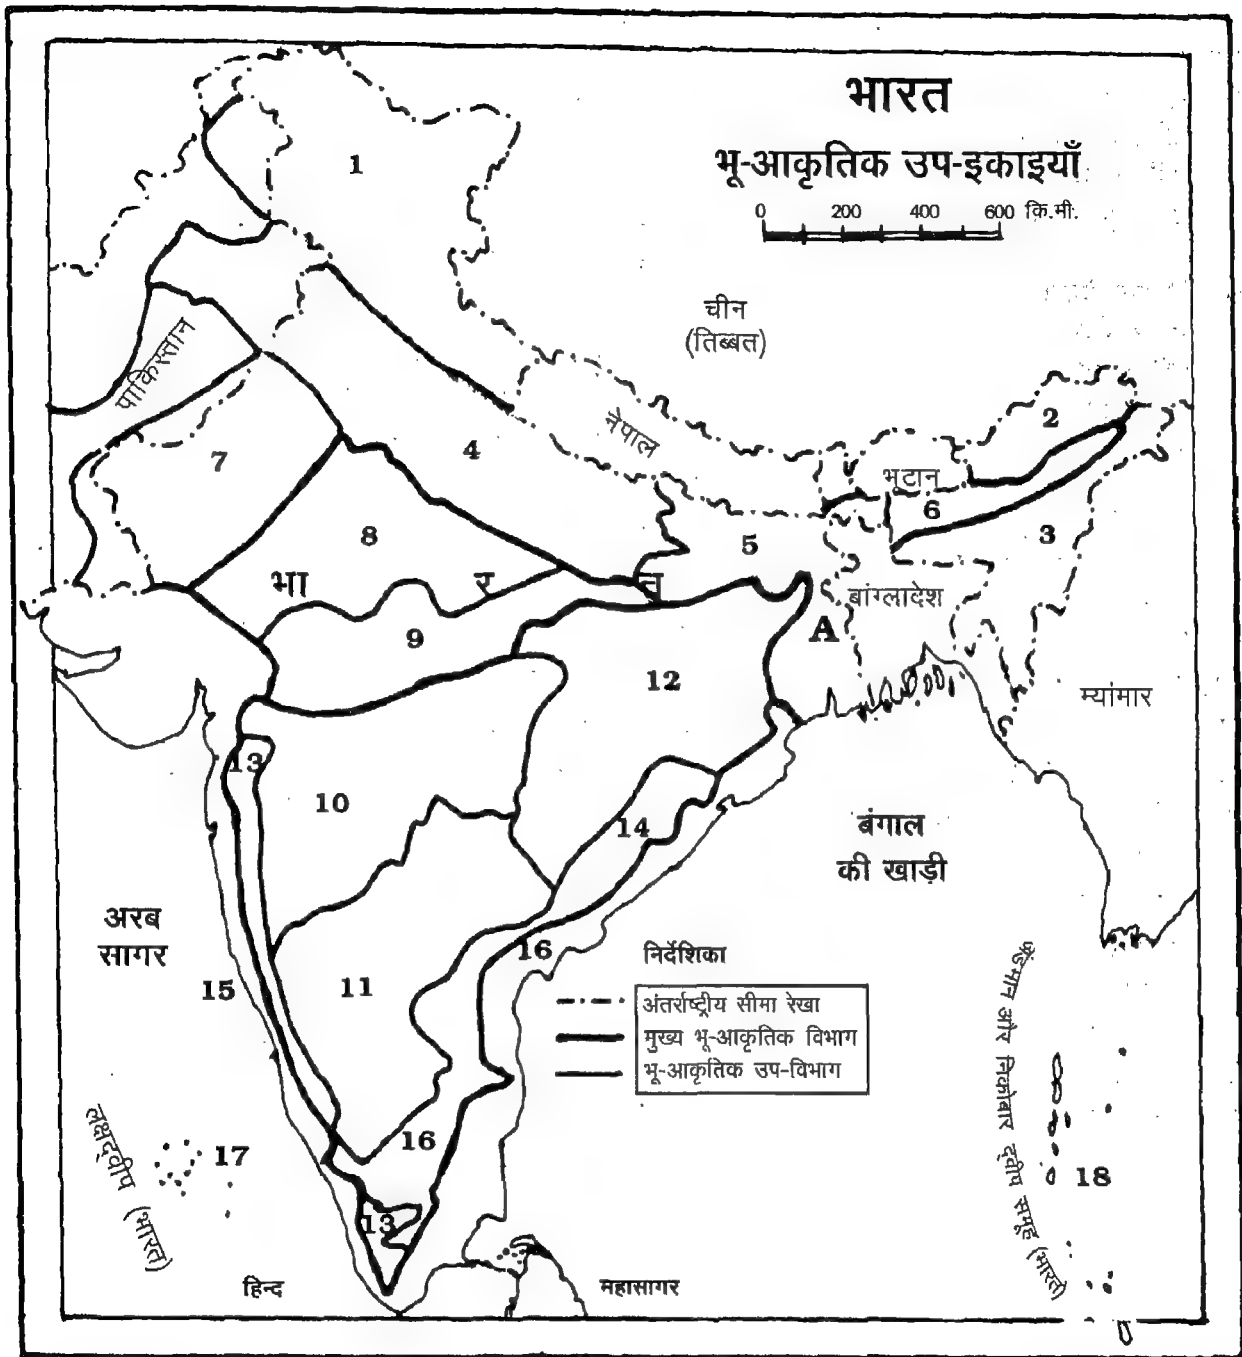 भारत
भू-आकृतिक उप-इकाइयाँ
0 200 400 600 कि.मी.
1
चीन
(तिब्बत)
पाकिस्तान
नेपाल
2
7
4
भूटान
6
8
5
3
भा र त
बांग्लादेश
9
A
12
म्यांमार
13
10
14
बंगाल
की खाड़ी
अरब
सागर
16
निर्देशिका
15
11
अंतर्राष्ट्रीय सीमा रेखा
मुख्य भू-आकृतिक विभाग
भू-आकृतिक उप-विभाग
अंडमान और निकोबार द्वीप समूह (भारत)
लक्षद्वीप (भारत)
17
16
18
13
हिन्द महासागर